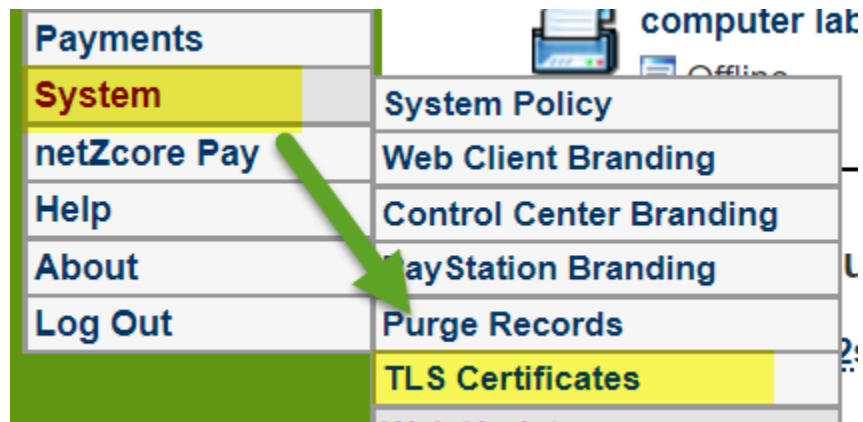 computer lab
Offline
Payments
System
netZcore Pay
Help
About
Log Out
System Policy
Web Client Branding
Control Center Branding
PayStation Branding
Purge Records
TLS Certificates